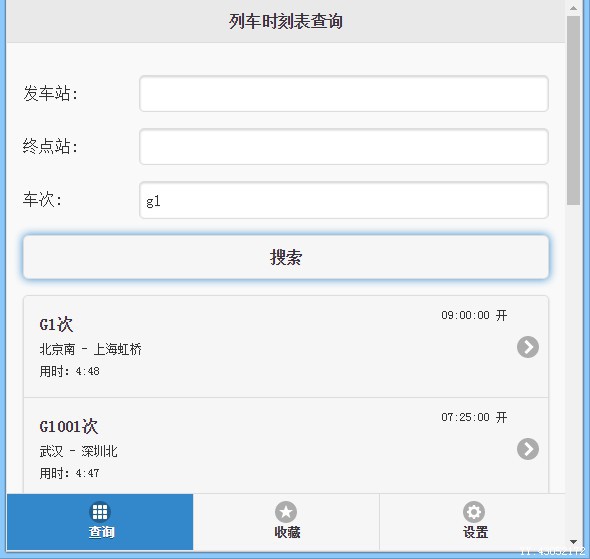 列车时刻表查询
发车站:
终点站:
车次: g1
搜索
G1次 09:00:00 开
北京南 - 上海虹桥
用时: 4:48
G1001次 07:25:00 开
武汉 - 深圳北
用时: 4:47
查询 收藏 设置